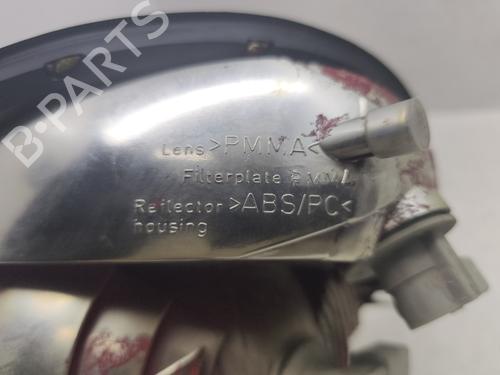 B-PARTS
Lens >PMMA<
Filterplate PMMA
Reflector >ABS/PC<
housing